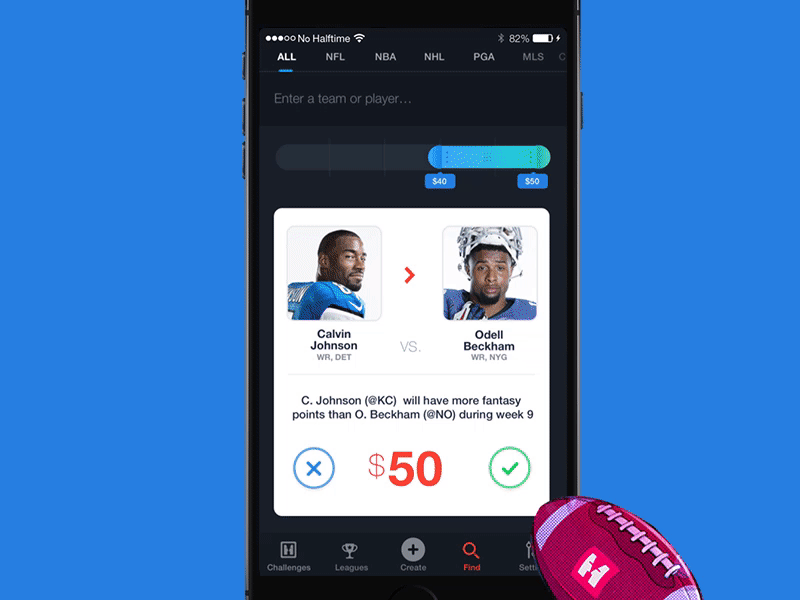 No Halftime 82%
ALL NFL NBA NHL PGA MLS C
Enter a team or player...
$40 $50
Calvin
Johnson
WR, DET
VS.
Odell
Beckham
WR, NYG
C. Johnson (@KC) will have more fantasy
points than O. Beckham (@NO) during week 9
$50
Challenges Leagues Create Find Setti